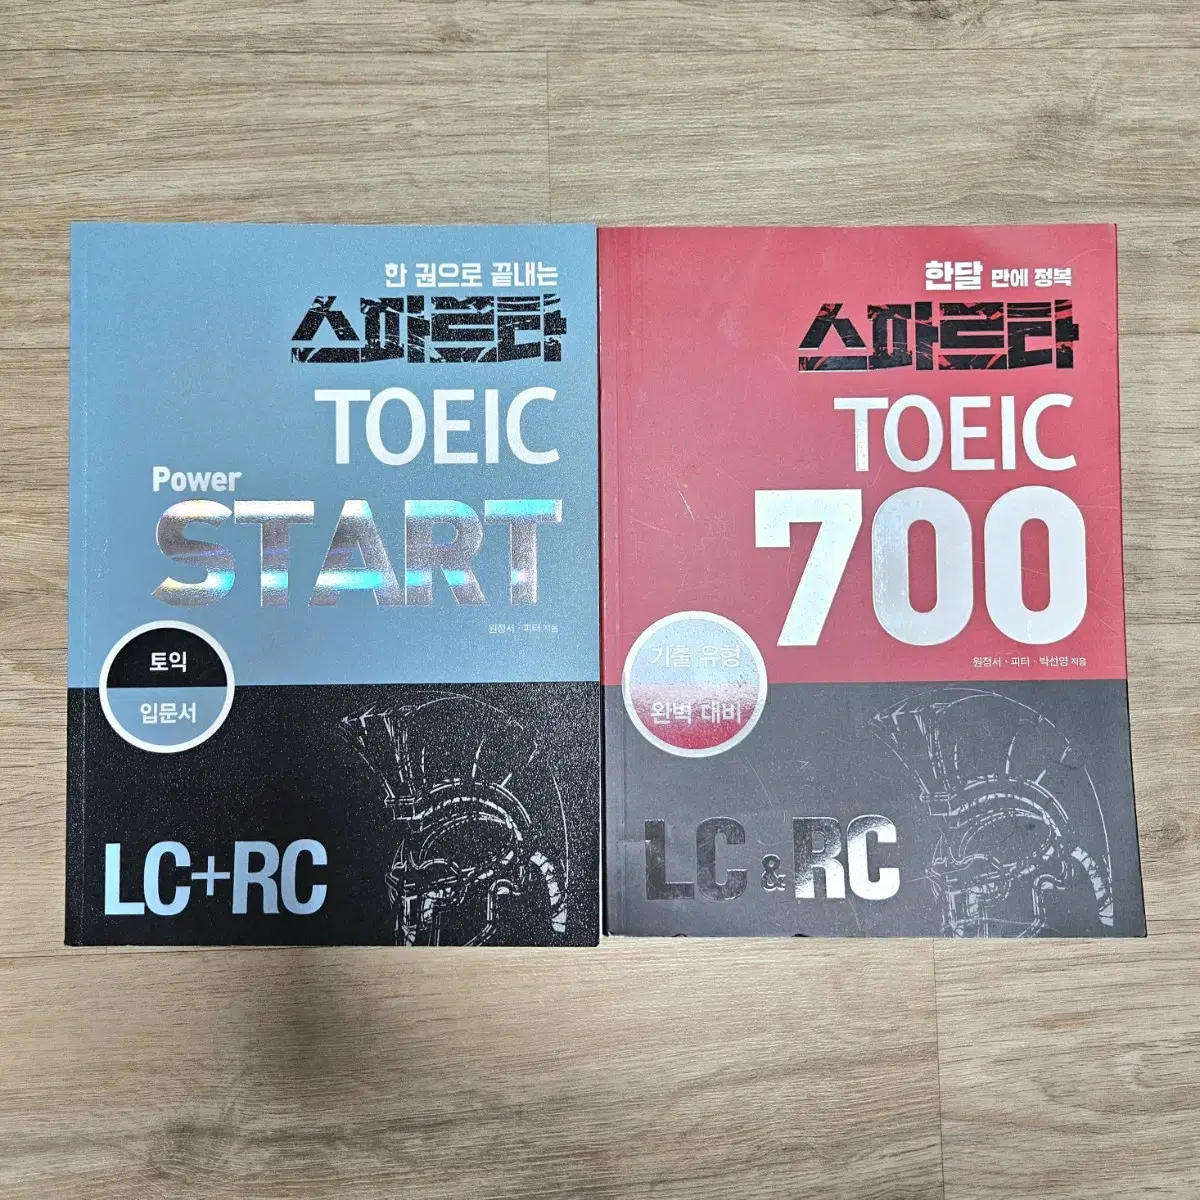 한 권으로 끝내는
스파르타
TOEIC
Power
START
원정서 · 피터 지음
토익
입문서
LC+RC
한달 만에 정복
스파르타
TOEIC
700
원정서 · 피터 · 박선영 지음
기출 유형
완벽 대비
LC & RC